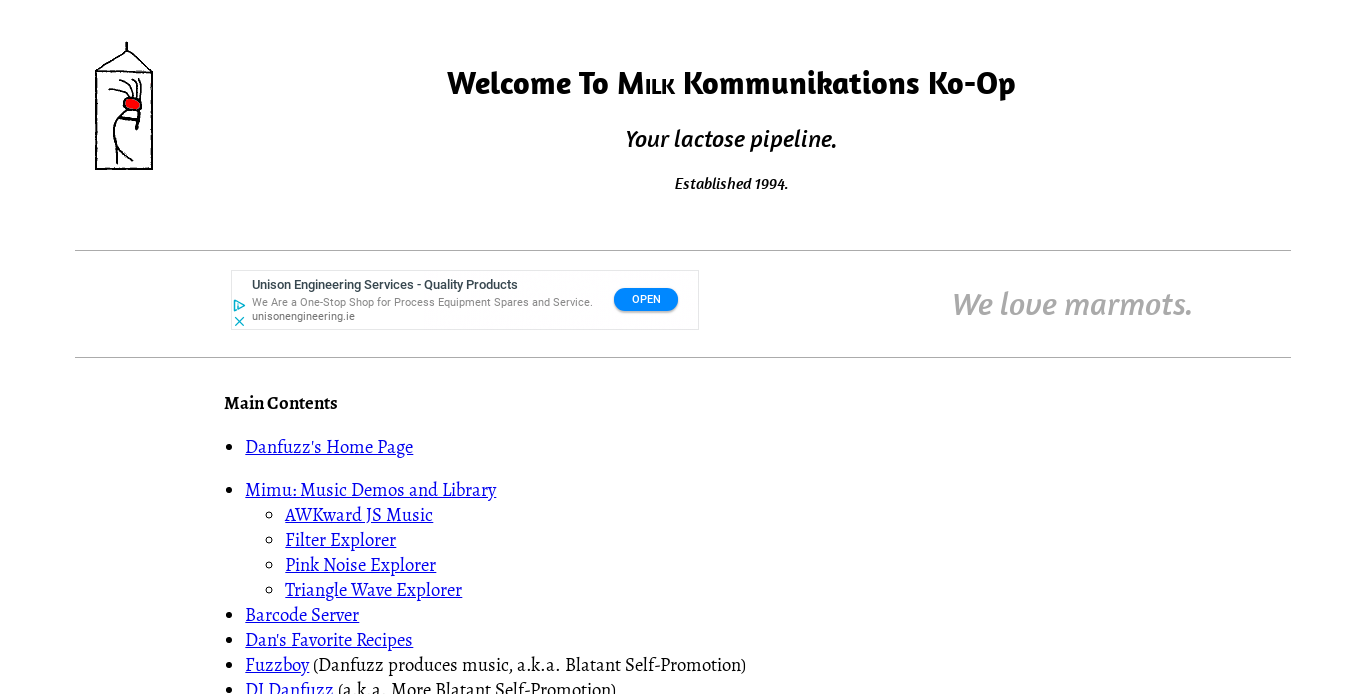 Welcome To Milk Kommunikations Ko-Op
Your lactose pipeline.
Established 1994.
Unison Engineering Services - Quality Products
We Are a One-Stop Shop for Process Equipment Spares and Service.
unisonengineering.ie
OPEN
We love marmots.
Main Contents
Danfuzz's Home Page
Mimu: Music Demos and Library
AWKward JS Music
Filter Explorer
Pink Noise Explorer
Triangle Wave Explorer
Barcode Server
Dan's Favorite Recipes
Fuzzboy (Danfuzz produces music, a.k.a. Blatant Self-Promotion)
DJ Danfuzz (a.k.a. More Blatant Self-Promotion)